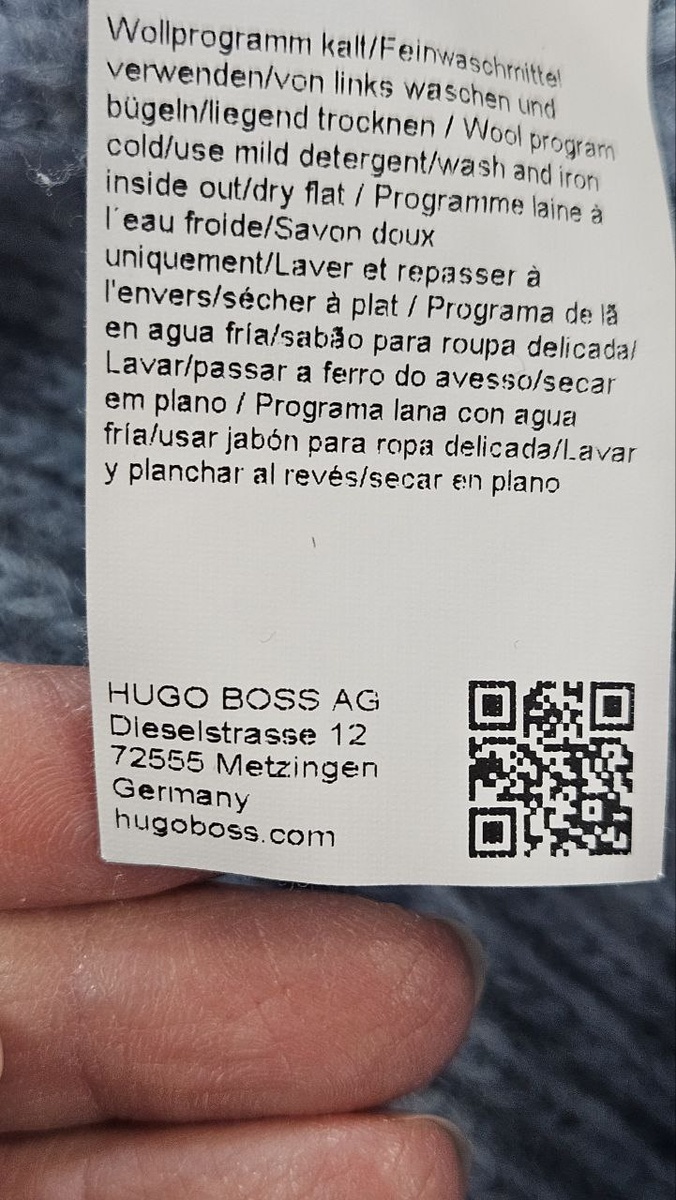 Wollprogramm kalt/Feinwaschmittel
verwenden/von links waschen und
bügeln/liegend trocknen / Wool program
cold/use mild detergent/wash and iron
inside out/dry flat / Programme laine à
l´eau froide/Savon doux
uniquement/Laver et repasser à
l'envers/sécher à plat / Programa de lã
en agua fría/sabão para roupa delicada/
Lavar/passar a ferro do avesso/secar
em plano / Programa lana con agua
fría/usar jabón para ropa delicada/Lavar
y planchar al revés/secar en plano
HUGO BOSS AG
Dieselstrasse 12
72555 Metzingen
Germany
hugoboss.com